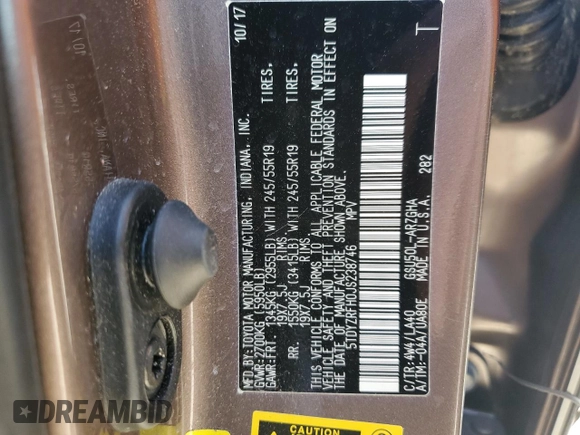 MFD.BY:TOYOTA MOTOR MANUFACTURING, INDIANA, INC. 10/17
GVWR:2700KG (5950LB)
GAWR:FRT. 1345KG (2955LB) WITH 245/55R19 TIRES,
19X7.5J RIMS
RR. 1550KG (3415LB) WITH 245/55R19 TIRES,
19X7.5J RIMS
THIS VEHICLE CONFORMS TO ALL APPLICABLE FEDERAL MOTOR
VEHICLE SAFETY AND THEFT PREVENTION STANDARDS IN EFFECT ON
THE DATE OF MANUFACTURE SHOWN ABOVE.
5TDYZRFH0JS238746 MPV
T
C/TR:4W4/LA40 GSU50L-ARZGHA
A/TM:-04A/UA80E MADE IN U.S.A. 282
CAUTION
DREAMBID